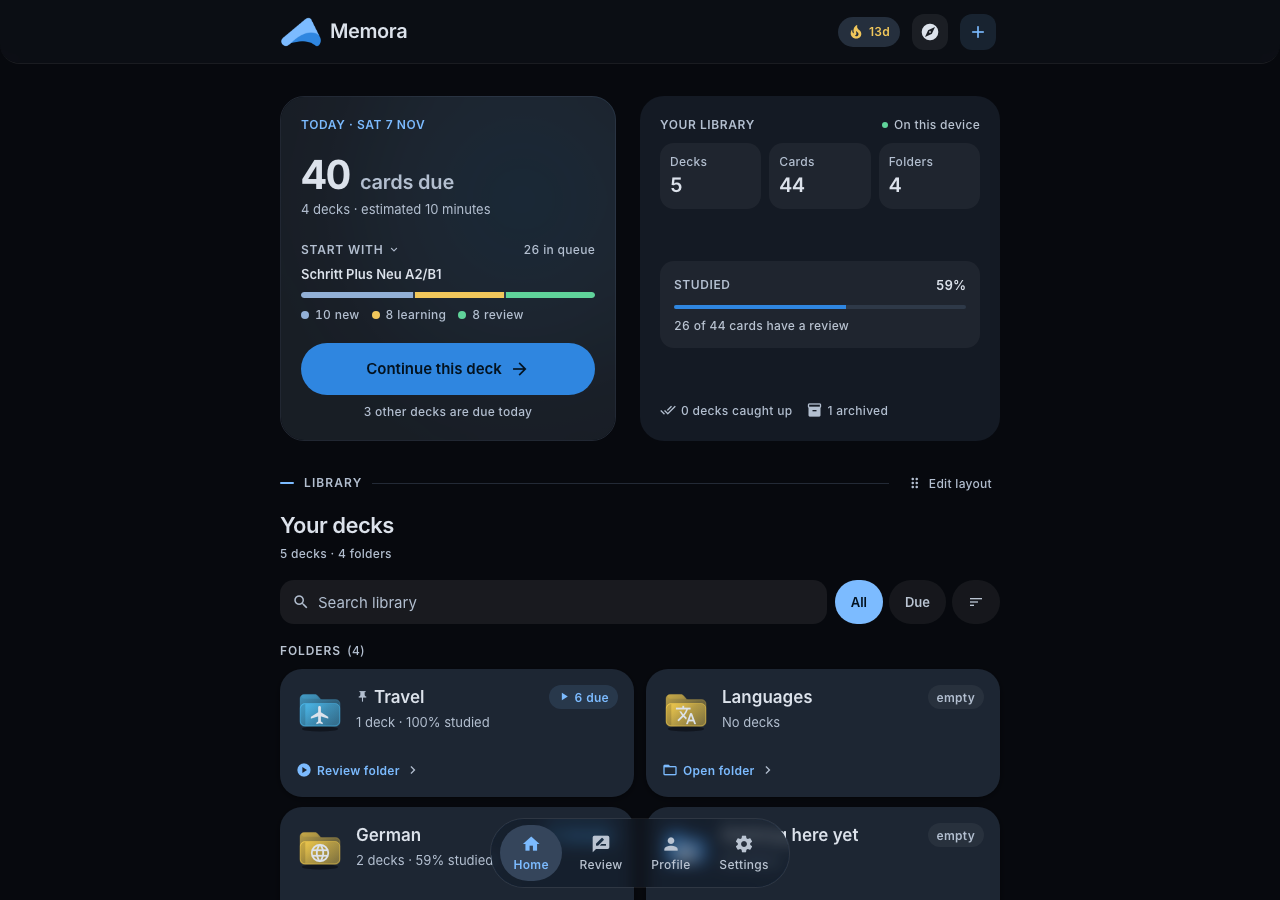 Memora
13d
TODAY · SAT 7 NOV
40 cards due
4 decks · estimated 10 minutes
START WITH
26 in queue
Schritt Plus Neu A2/B1
10 new
8 learning
8 review
Continue this deck
3 other decks are due today
YOUR LIBRARY
On this device
Decks
5
Cards
44
Folders
4
STUDIED
59%
26 of 44 cards have a review
0 decks caught up
1 archived
LIBRARY
Edit layout
Your decks
5 decks · 4 folders
Search library
All
Due
FOLDERS (4)
Travel
6 due
1 deck · 100% studied
Review folder
Languages
empty
No decks
Open folder
German
2 decks · 59% studied
here yet
empty
Home
Review
Profile
Settings